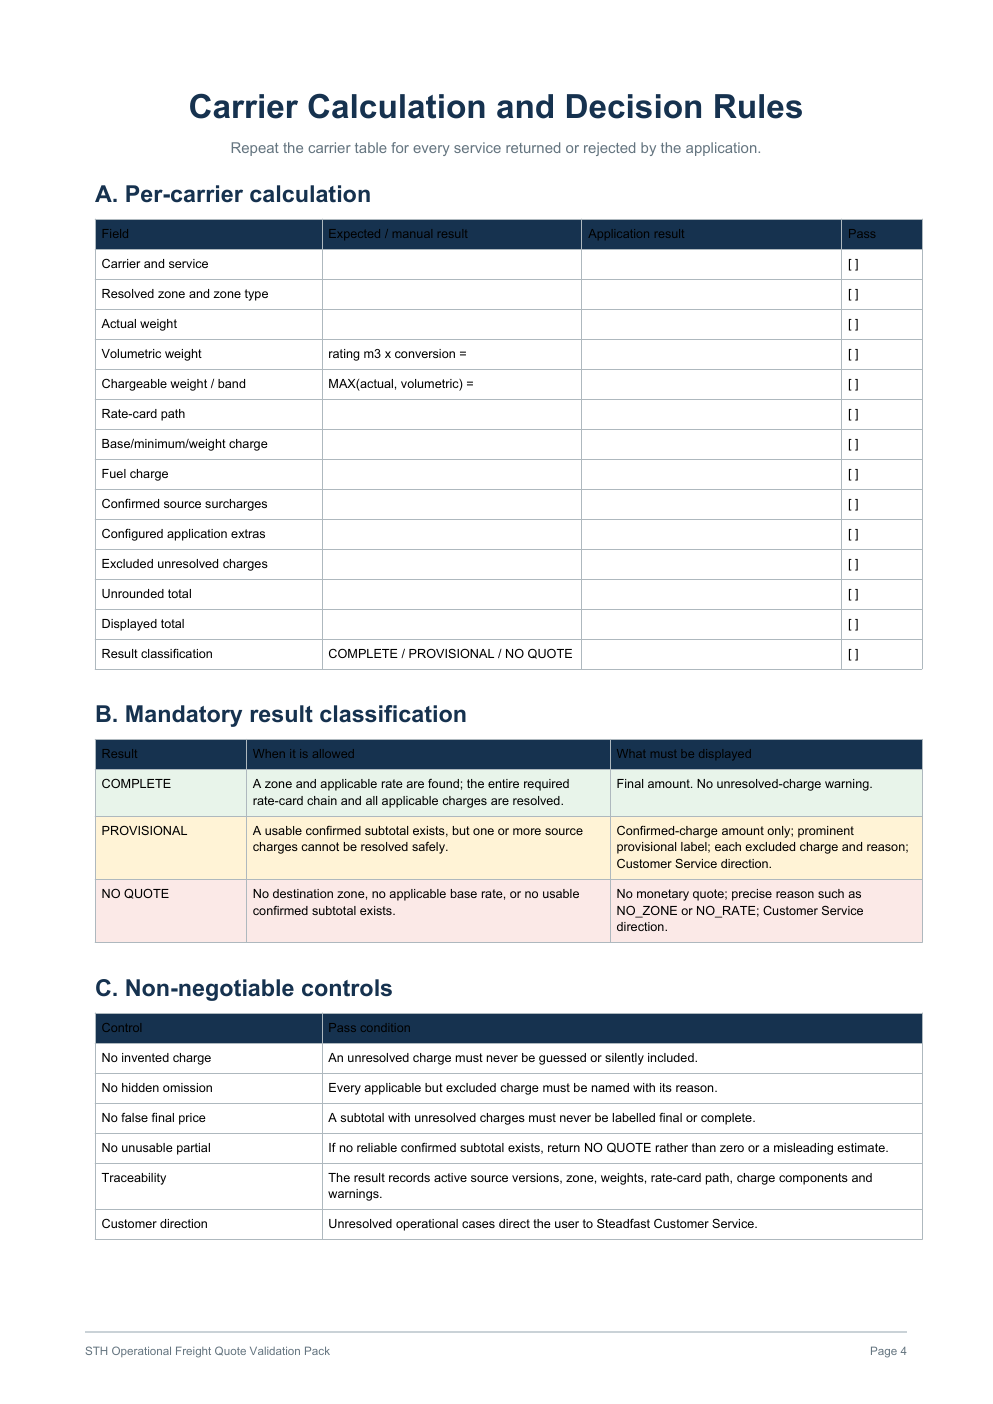 Carrier Calculation and Decision Rules
Repeat the carrier table for every service returned or rejected by the application.
A. Per-carrier calculation
Field Expected / manual result Application result Pass
Carrier and service [ ]
Resolved zone and zone type [ ]
Actual weight [ ]
Volumetric weight rating m3 x conversion = [ ]
Chargeable weight / band MAX(actual, volumetric) = [ ]
Rate-card path [ ]
Base/minimum/weight charge [ ]
Fuel charge [ ]
Confirmed source surcharges [ ]
Configured application extras [ ]
Excluded unresolved charges [ ]
Unrounded total [ ]
Displayed total [ ]
Result classification COMPLETE / PROVISIONAL / NO QUOTE [ ]
B. Mandatory result classification
Result When it is allowed What must be displayed
COMPLETE
A zone and applicable rate are found; the entire required
rate-card chain and all applicable charges are resolved.
Final amount. No unresolved-charge warning.
PROVISIONAL
A usable confirmed subtotal exists, but one or more source
charges cannot be resolved safely.
Confirmed-charge amount only; prominent
provisional label; each excluded charge and reason;
Customer Service direction.
NO QUOTE
No destination zone, no applicable base rate, or no usable
confirmed subtotal exists.
No monetary quote; precise reason such as
NO_ZONE or NO_RATE; Customer Service
direction.
C. Non-negotiable controls
Control Pass condition
No invented charge An unresolved charge must never be guessed or silently included.
No hidden omission Every applicable but excluded charge must be named with its reason.
No false final price A subtotal with unresolved charges must never be labelled final or complete.
No unusable partial If no reliable confirmed subtotal exists, return NO QUOTE rather than zero or a misleading estimate.
Traceability The result records active source versions, zone, weights, rate-card path, charge components and
warnings.
Customer direction Unresolved operational cases direct the user to Steadfast Customer Service.
STH Operational Freight Quote Validation Pack Page 4